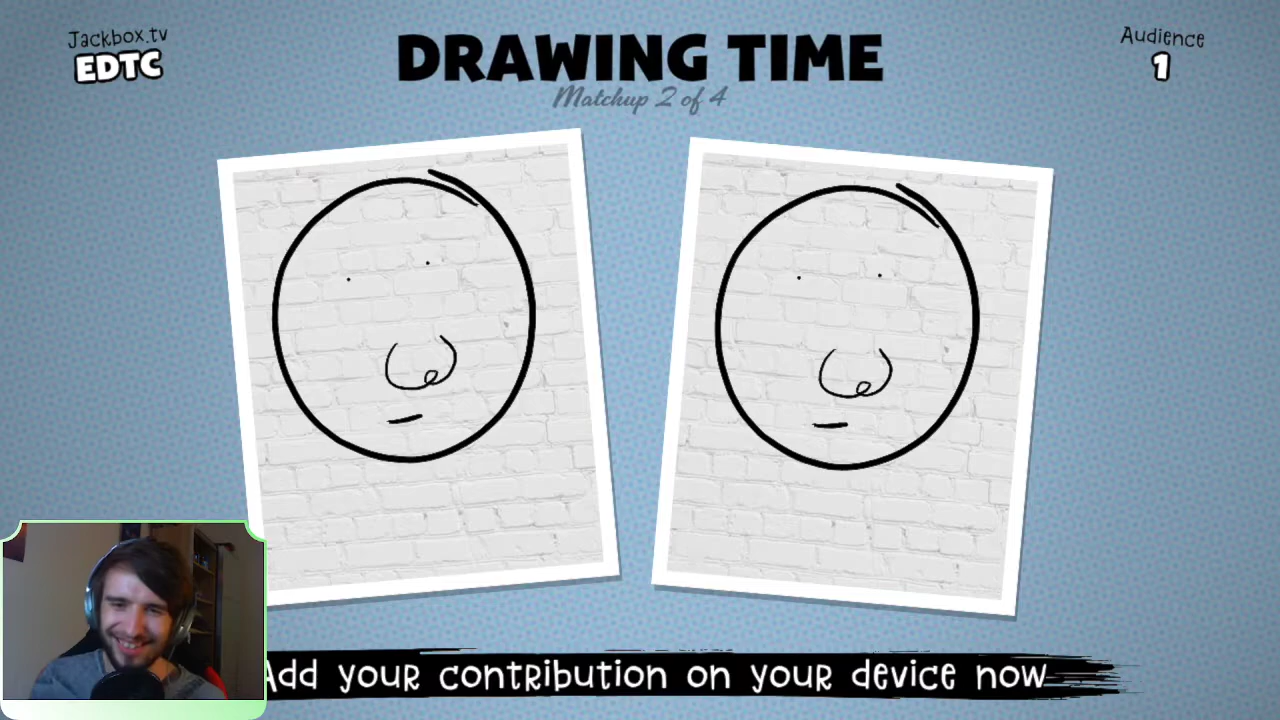 Jackbox.tv
EDTC
DRAWING TIME
Matchup 2 of 4
Audience
1
Add your contribution on your device now